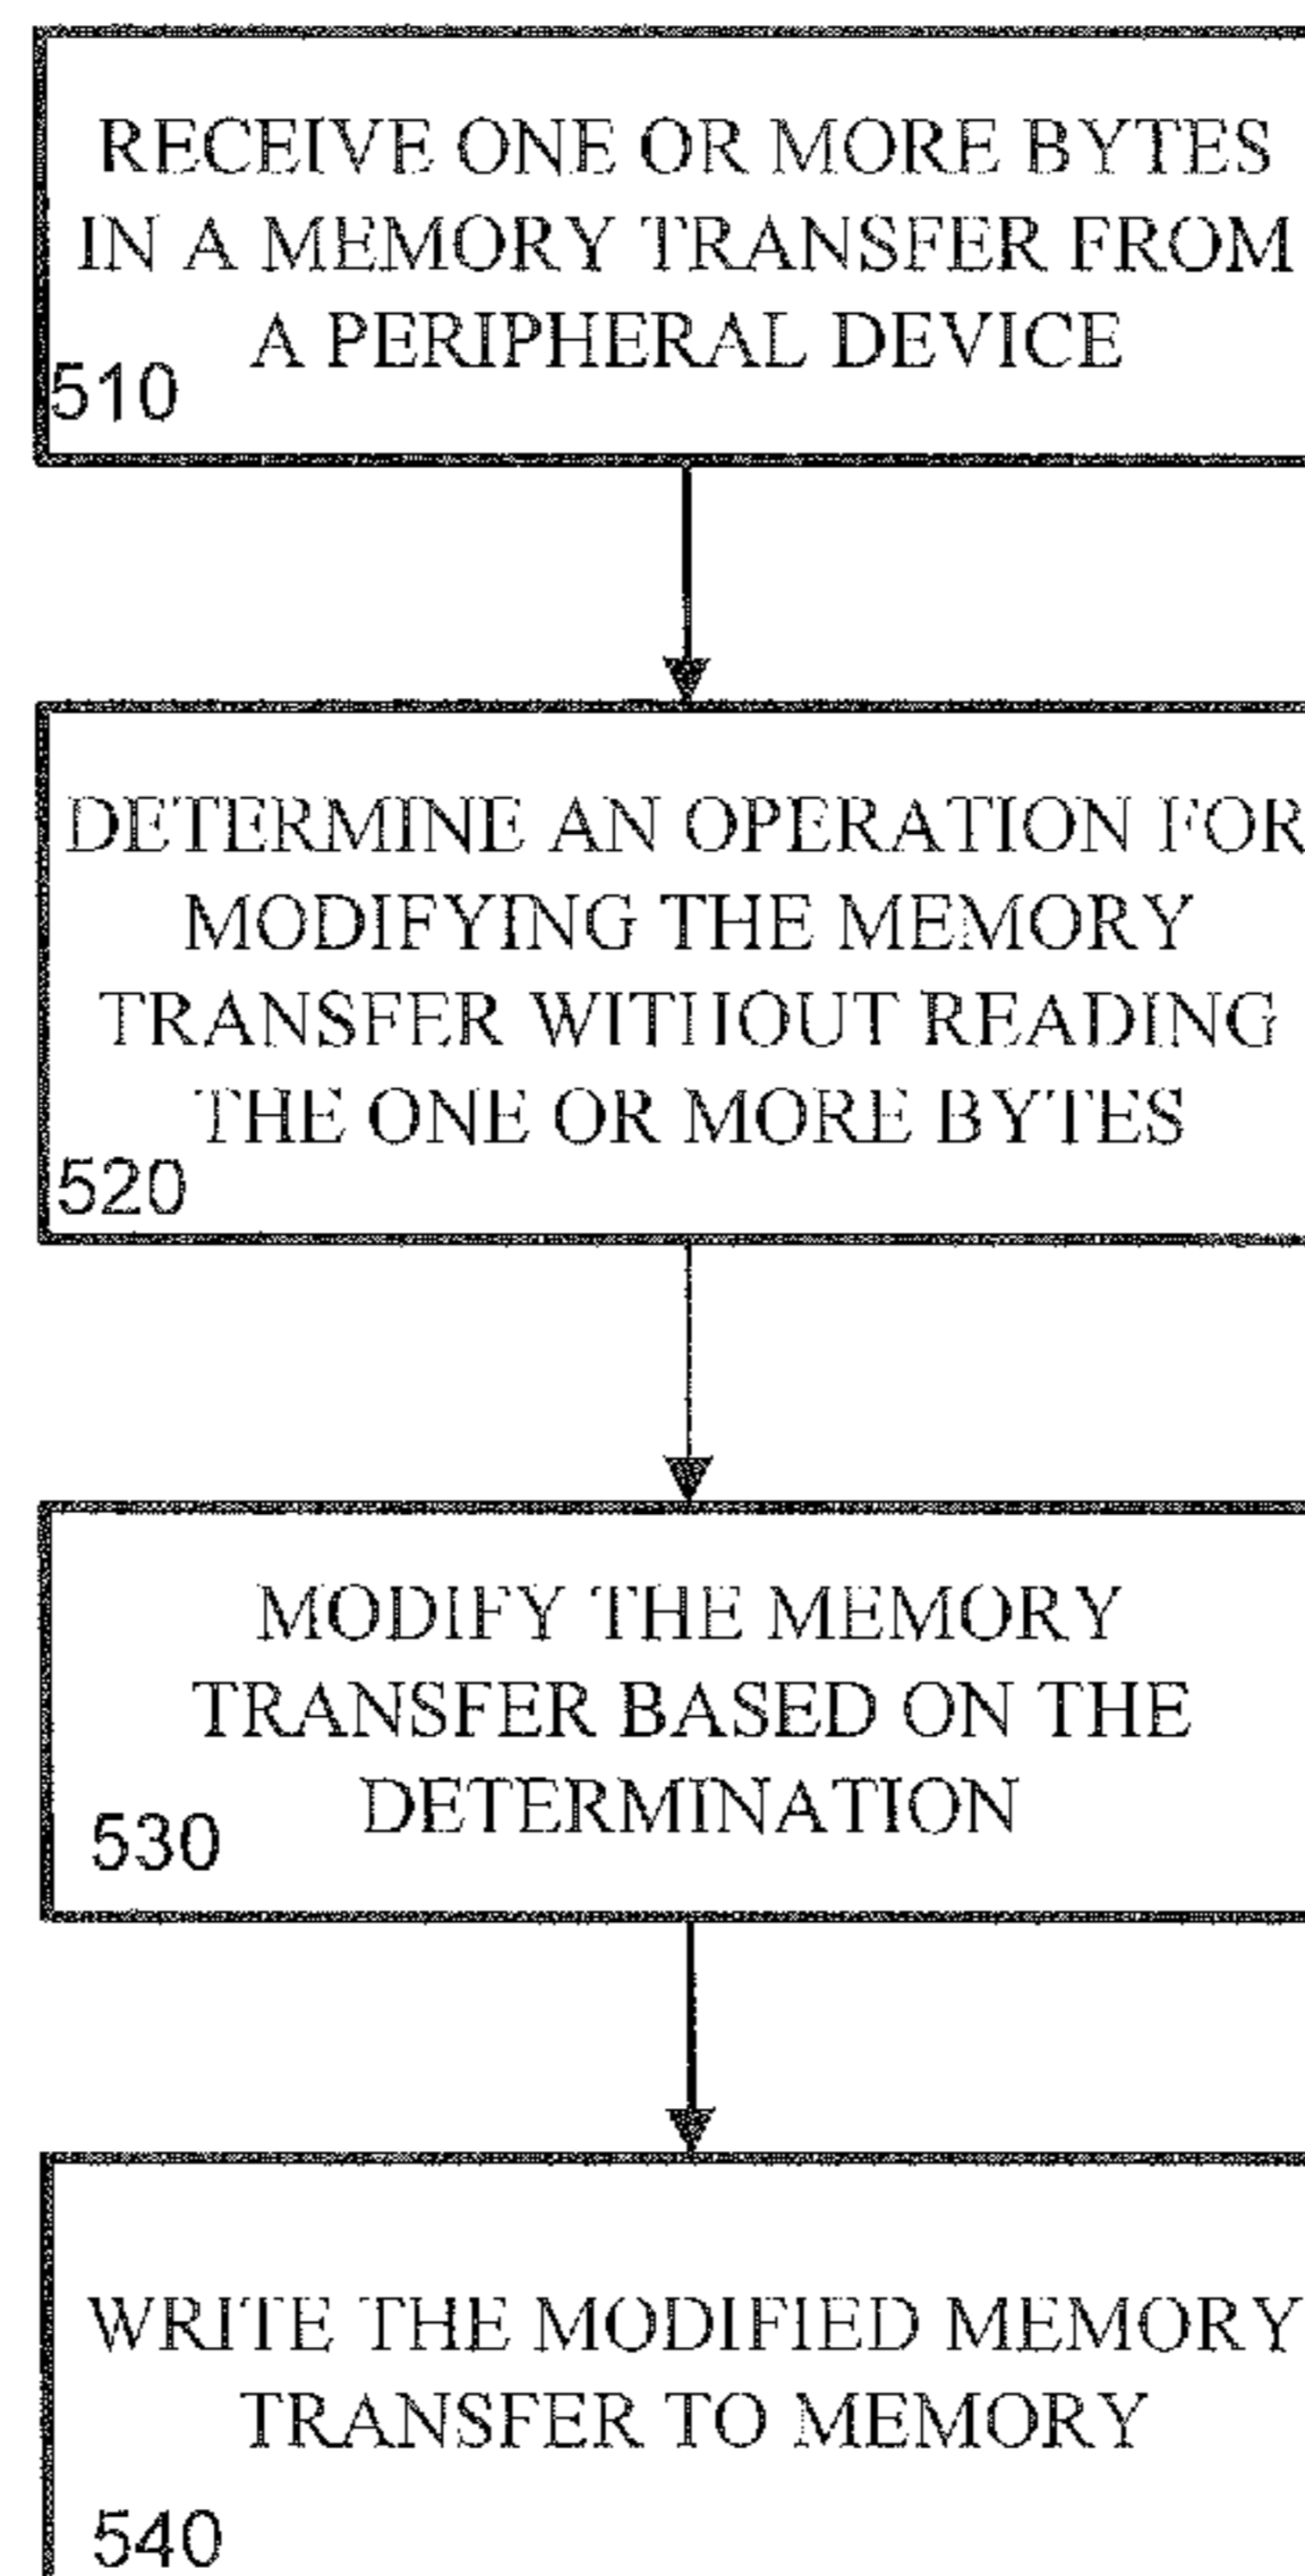 RECEIVE ONE OR MORE BYTES
IN A MEMORY TRANSFER FROM
A PERIPHERAL DEVICE
510
DETERMINE AN OPERATION FOR
MODIFYING THE MEMORY
TRANSFER WITHOUT READING
THE ONE OR MORE BYTES
520
MODIFY THE MEMORY
TRANSFER BASED ON THE
DETERMINATION
530
WRITE THE MODIFIED MEMORY
TRANSFER TO MEMORY
540